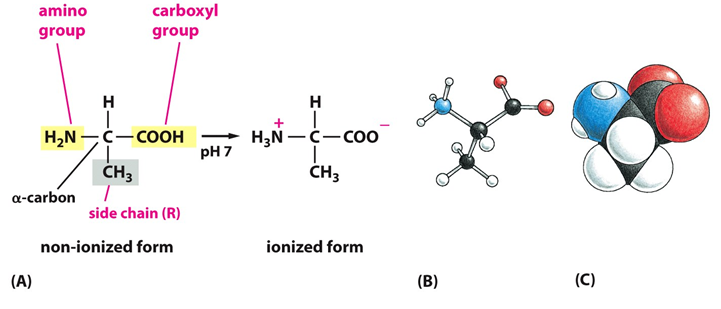 amino
group
carboxyl
group
H
H₂N — C — COOH
CH₃
α-carbon
side chain (R)
non-ionized form
pH 7
H
+
H₃N — C — COO⁻
CH₃
ionized form
(A)
(B)
(C)